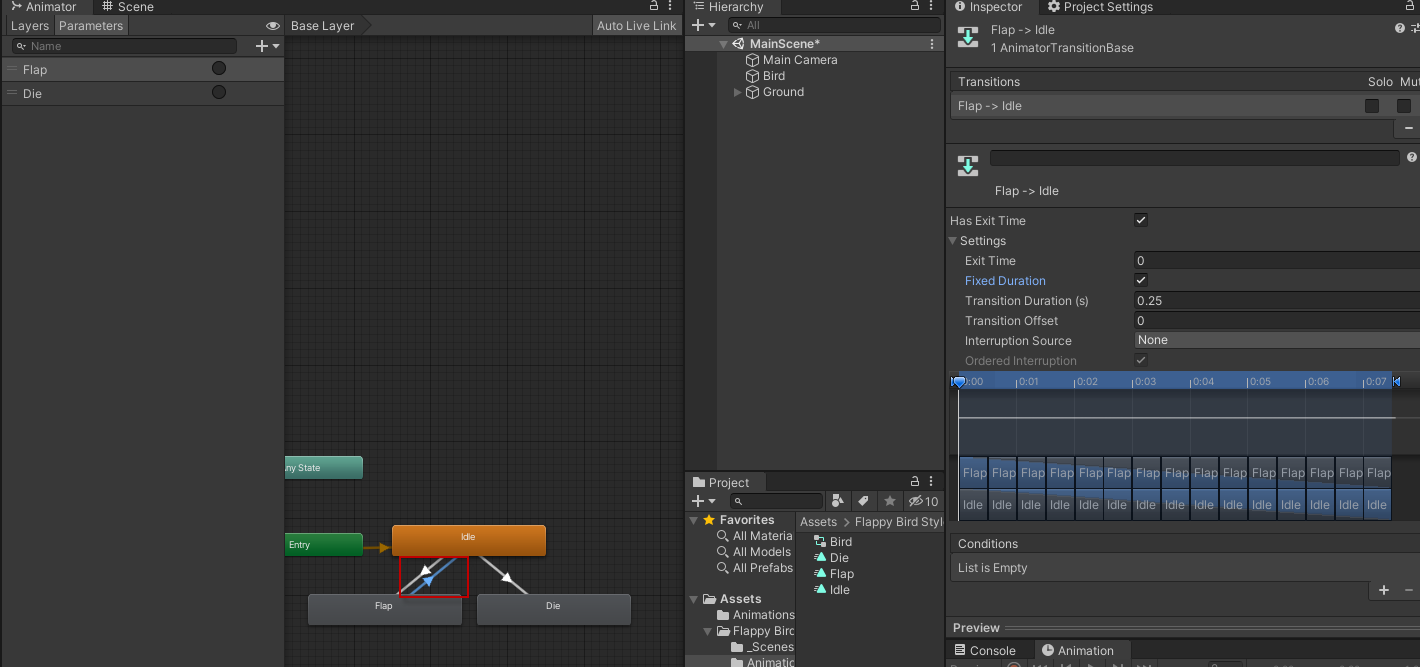 Animator
Scene
Layers Parameters
Base Layer
Auto Live Link
Name
Flap
Die
ny State
Entry
Idle
Flap
Die
Hierarchy
All
MainScene*
Main Camera
Bird
Ground
Project
10
Favorites
All Materia
All Models
All Prefabs
Assets
Animations
Flappy Bird
_Scenes
Animatic
Assets > Flappy Bird Styl
Bird
Die
Flap
Idle
Inspector
Project Settings
Flap -> Idle
1 AnimatorTransitionBase
Transitions
Solo Mut
Flap -> Idle
Flap -> Idle
Has Exit Time
Settings
Exit Time 0
Fixed Duration
Transition Duration (s) 0.25
Transition Offset 0
Interruption Source None
Ordered Interruption
0:00 0:01 0:02 0:03 0:04 0:05 0:06 0:07
Flap Flap Flap Flap Flap Flap Flap Flap Flap Flap Flap Flap Flap Flap Flap
Idle Idle Idle Idle Idle Idle Idle Idle Idle Idle Idle Idle Idle Idle Idle
Conditions
List is Empty
Preview
Console
Animation